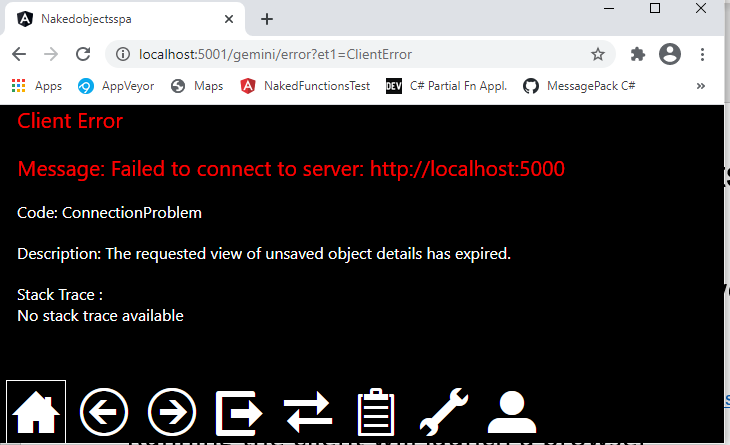 Nakedobjectsspa
localhost:5001/gemini/error?et1=ClientError
Apps AppVeyor Maps NakedFunctionsTest DEV C# Partial Fn Appl. MessagePack C# »
Client Error
Message: Failed to connect to server: http://localhost:5000
Code: ConnectionProblem
Description: The requested view of unsaved object details has expired.
Stack Trace :
No stack trace available